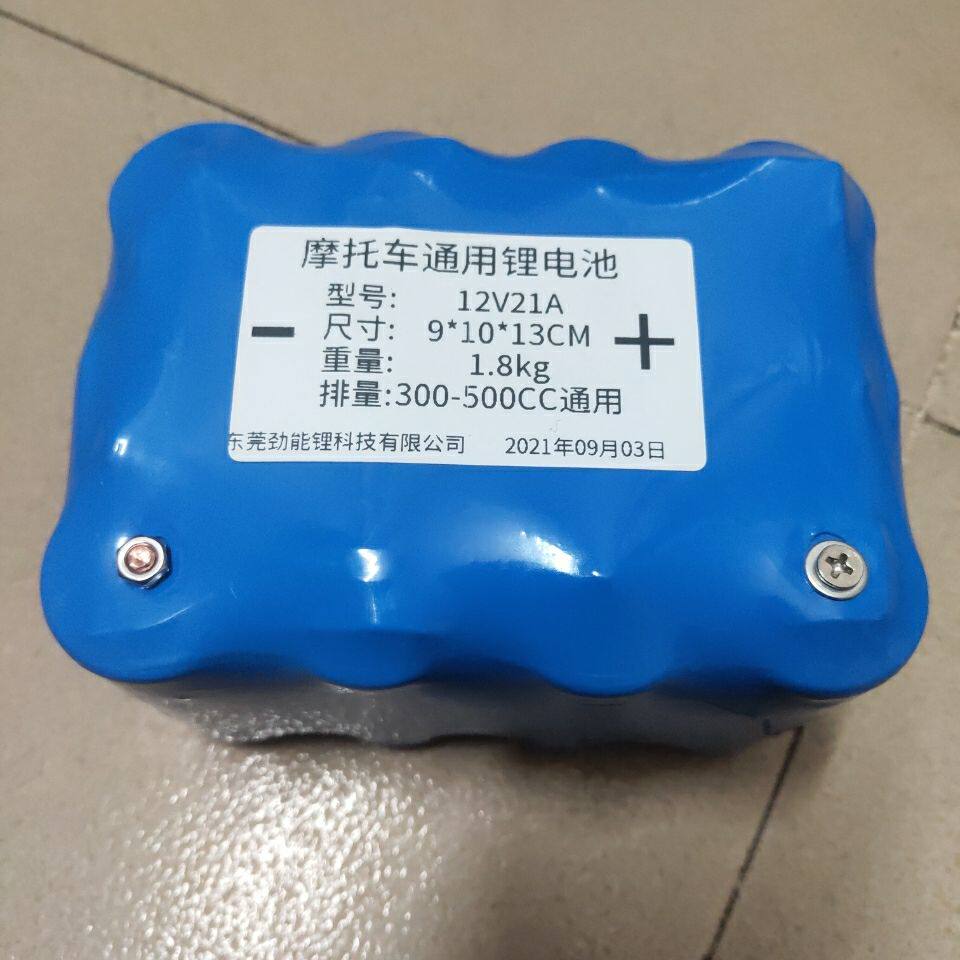 摩托车通用锂电池
型号: 12V21A
- 尺寸: 9*10*13CM +
重量: 1.8kg
排量:300-500CC通用
东莞劲能锂科技有限公司 2021年09月03日